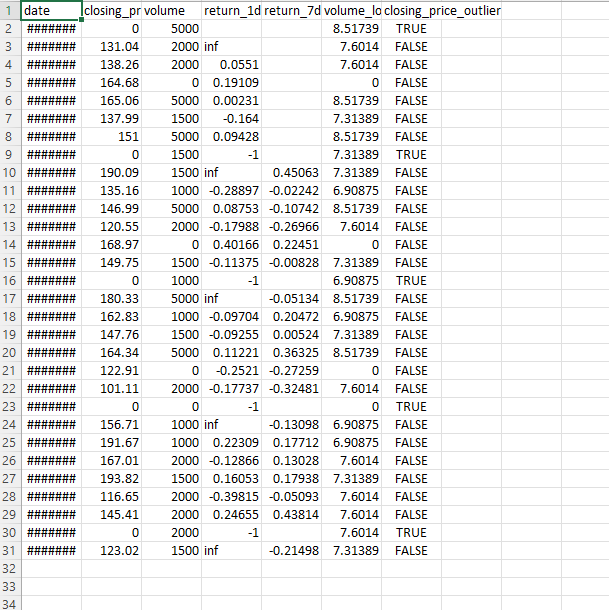 1 date closing_pr volume return_1d return_7d volume_lo closing_price_outlier
2 ####### 0 5000 8.51739 TRUE
3 ####### 131.04 2000 inf 7.6014 FALSE
4 ####### 138.26 2000 0.0551 7.6014 FALSE
5 ####### 164.68 0 0.19109 0 FALSE
6 ####### 165.06 5000 0.00231 8.51739 FALSE
7 ####### 137.99 1500 -0.164 7.31389 FALSE
8 ####### 151 5000 0.09428 8.51739 FALSE
9 ####### 0 1500 -1 7.31389 TRUE
10 ####### 190.09 1500 inf 0.45063 7.31389 FALSE
11 ####### 135.16 1000 -0.28897 -0.02242 6.90875 FALSE
12 ####### 146.99 5000 0.08753 -0.10742 8.51739 FALSE
13 ####### 120.55 2000 -0.17988 -0.26966 7.6014 FALSE
14 ####### 168.97 0 0.40166 0.22451 0 FALSE
15 ####### 149.75 1500 -0.11375 -0.00828 7.31389 FALSE
16 ####### 0 1000 -1 6.90875 TRUE
17 ####### 180.33 5000 inf -0.05134 8.51739 FALSE
18 ####### 162.83 1000 -0.09704 0.20472 6.90875 FALSE
19 ####### 147.76 1500 -0.09255 0.00524 7.31389 FALSE
20 ####### 164.34 5000 0.11221 0.36325 8.51739 FALSE
21 ####### 122.91 0 -0.2521 -0.27259 0 FALSE
22 ####### 101.11 2000 -0.17737 -0.32481 7.6014 FALSE
23 ####### 0 0 -1 0 TRUE
24 ####### 156.71 1000 inf -0.13098 6.90875 FALSE
25 ####### 191.67 1000 0.22309 0.17712 6.90875 FALSE
26 ####### 167.01 2000 -0.12866 0.13028 7.6014 FALSE
27 ####### 193.82 1500 0.16053 0.17938 7.31389 FALSE
28 ####### 116.65 2000 -0.39815 -0.05093 7.6014 FALSE
29 ####### 145.41 2000 0.24655 0.43814 7.6014 FALSE
30 ####### 0 2000 -1 7.6014 TRUE
31 ####### 123.02 1500 inf -0.21498 7.31389 FALSE
32
33
34